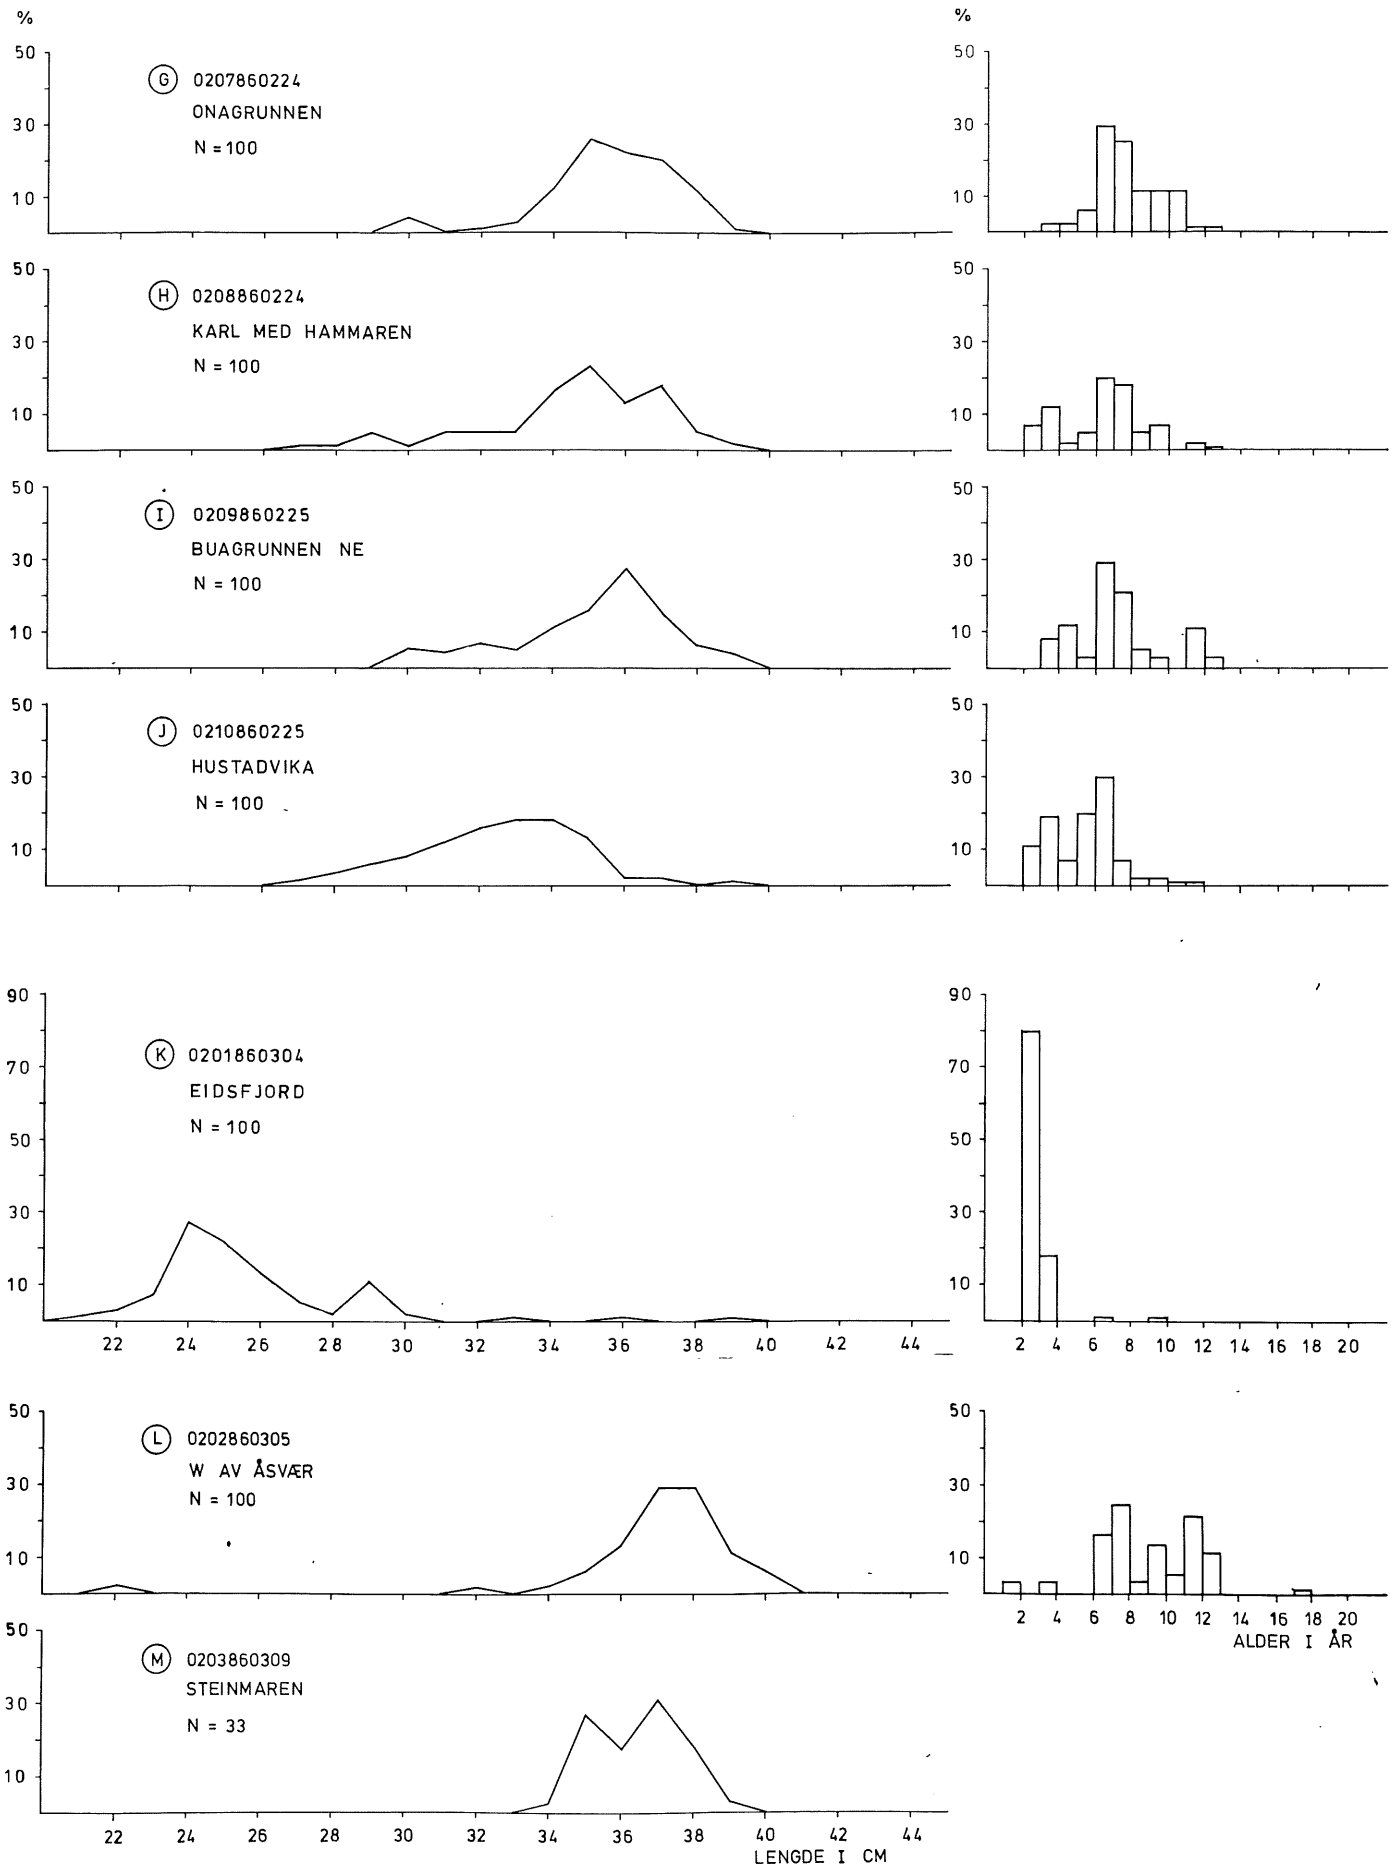 % %
50 50
G 0207860224
ONAGRUNNEN
30 30
N = 100
10 10
50 50
H 0208860224
KARL MED HAMMAREN
30 30
N = 100
10 10
50 50
I 0209860225
BUAGRUNNEN NE
30 30
N = 100
10 10
50 50
J 0210860225
HUSTADVIKA
30 30
N = 100
10 10
90 90
K 0201860304
70 70
EIDSFJORD
N = 100
50 50
30 30
10 10
22 24 26 28 30 32 34 36 38 40 42 44 2 4 6 8 10 12 14 16 18 20
50 50
L 0202860305
W AV ÅSVÆR
30 30
N = 100
10 10
2 4 6 8 10 12 14 16 18 20
ALDER I ÅR
50
M 0203860309
STEINMAREN
30
N = 33
10
22 24 26 28 30 32 34 36 38 40 42 44
LENGDE I CM